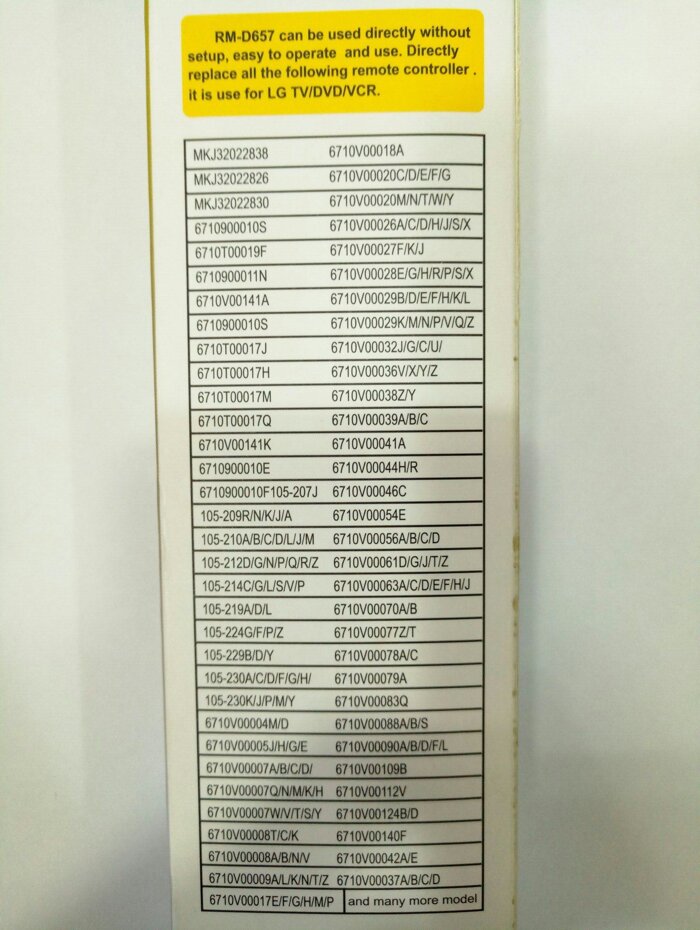 RM-D657 can be used directly without
setup, easy to operate and use. Directly
replace all the following remote controller .
it is use for LG TV/DVD/VCR.
MKJ32022838 6710V00018A
MKJ32022826 6710V00020C/D/E/F/G
MKJ32022830 6710V00020M/N/T/W/Y
6710900010S 6710V00026A/C/D/H/J/S/X
6710T00019F 6710V00027F/K/J
6710900011N 6710V00028E/G/H/R/P/S/X
6710V00141A 6710V00029B/D/E/F/H/K/L
6710900010S 6710V00029K/M/N/P/V/Q/Z
6710T00017J 6710V00032J/G/C/U/
6710T00017H 6710V00036V/X/Y/Z
6710T00017M 6710V00038Z/Y
6710T00017Q 6710V00039A/B/C
6710V00141K 6710V00041A
6710900010E 6710V00044H/R
6710900010F105-207J 6710V00046C
105-209R/N/K/J/A 6710V00054E
105-210A/B/C/D/L/J/M 6710V00056A/B/C/D
105-212D/G/N/P/Q/R/Z 6710V00061D/G/J/T/Z
105-214C/G/L/S/V/P 6710V00063A/C/D/E/F/H/J
105-219A/D/L 6710V00070A/B
105-224G/F/P/Z 6710V00077Z/T
105-229B/D/Y 6710V00078A/C
105-230A/C/D/F/G/H/ 6710V00079A
105-230K/J/P/M/Y 6710V00083Q
6710V00004M/D 6710V00088A/B/S
6710V00005J/H/G/E 6710V00090A/B/D/F/L
6710V00007A/B/C/D/ 6710V00109B
6710V00007Q/N/M/K/H 6710V00112V
6710V00007W/V/T/S/Y 6710V00124B/D
6710V00008T/C/K 6710V00140F
6710V00008A/B/N/V 6710V00042A/E
6710V00009A/L/K/N/T/Z 6710V00037A/B/C/D
6710V00017E/F/G/H/M/P and many more model